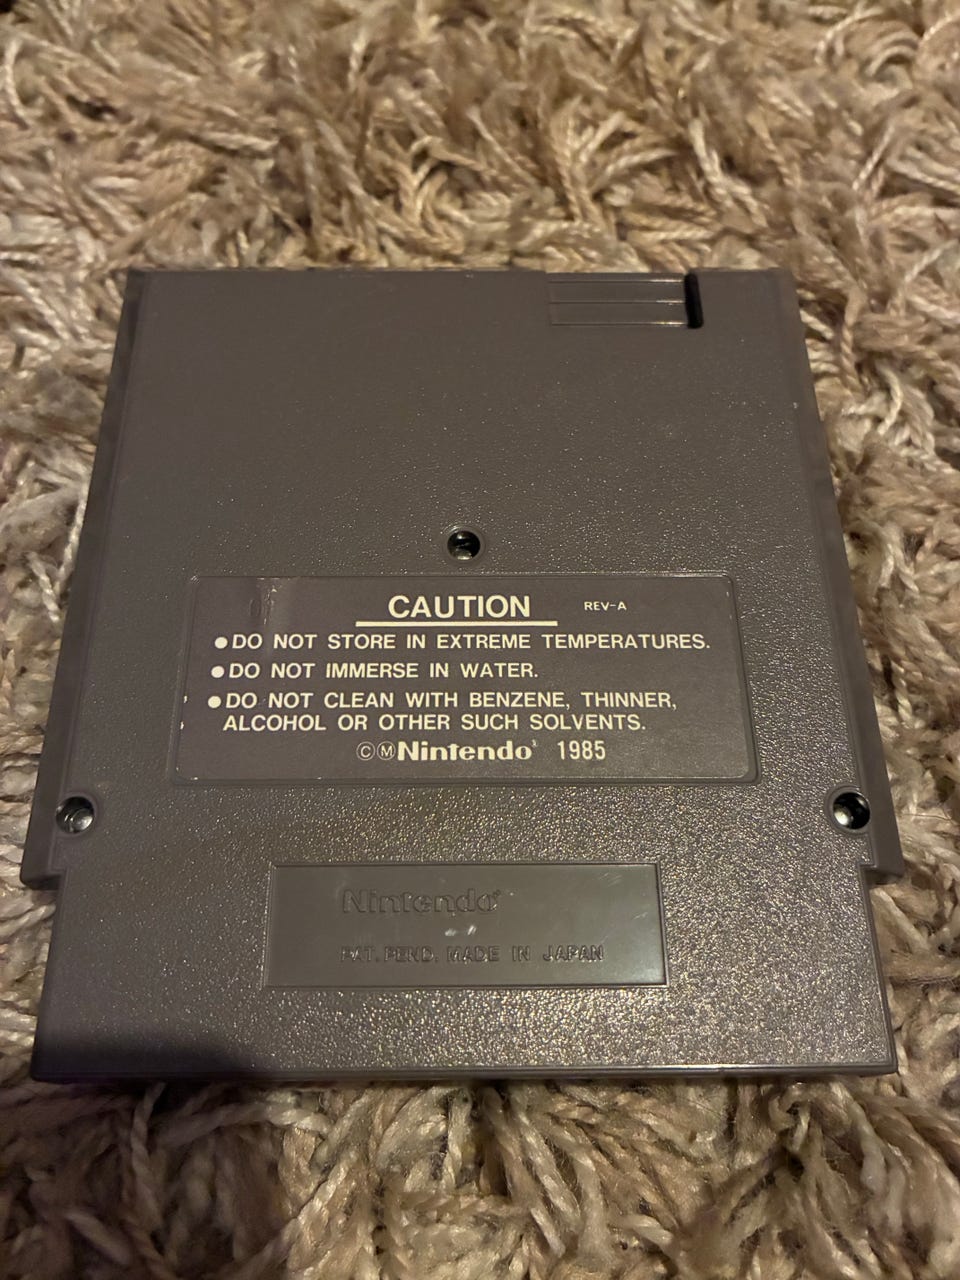 CAUTION REV-A
●DO NOT STORE IN EXTREME TEMPERATURES.
●DO NOT IMMERSE IN WATER.
●DO NOT CLEAN WITH BENZENE, THINNER,
ALCOHOL OR OTHER SUCH SOLVENTS.
©ⓂNintendo® 1985
Nintendo®
PAT. PEND. MADE IN JAPAN